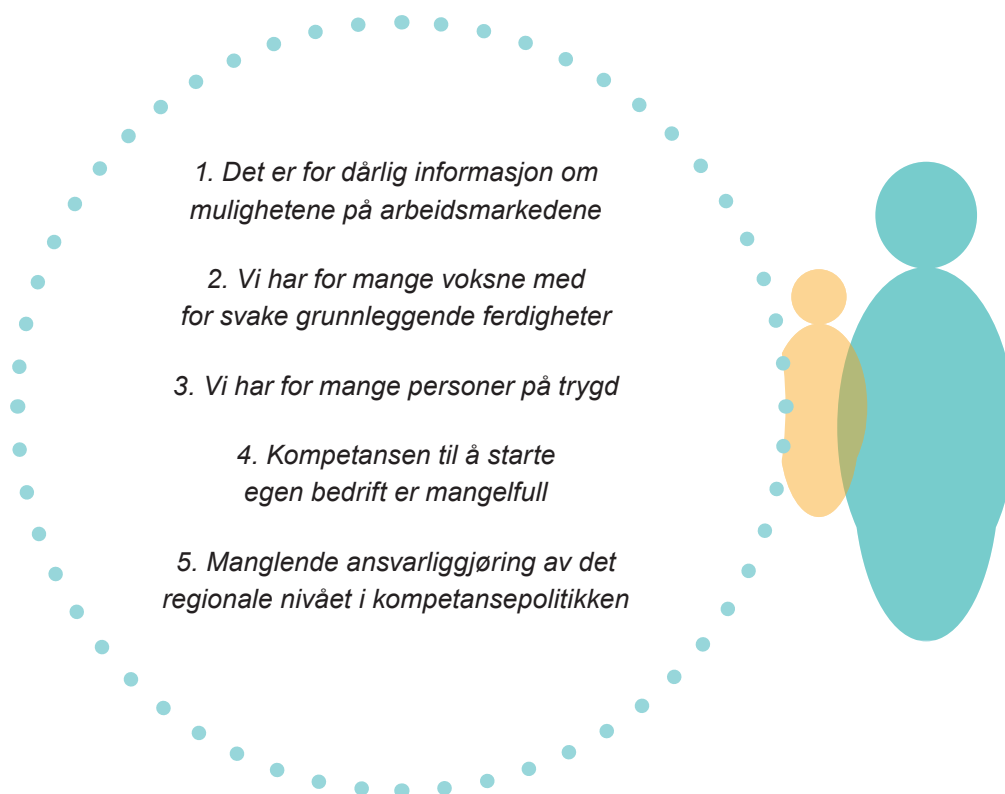 1. Det er for dårlig informasjon om
mulighetene på arbeidsmarkedene
2. Vi har for mange voksne med
for svake grunnleggende ferdigheter
3. Vi har for mange personer på trygd
4. Kompetansen til å starte
egen bedrift er mangelfull
5. Manglende ansvarliggjøring av det
regionale nivået i kompetansepolitikken